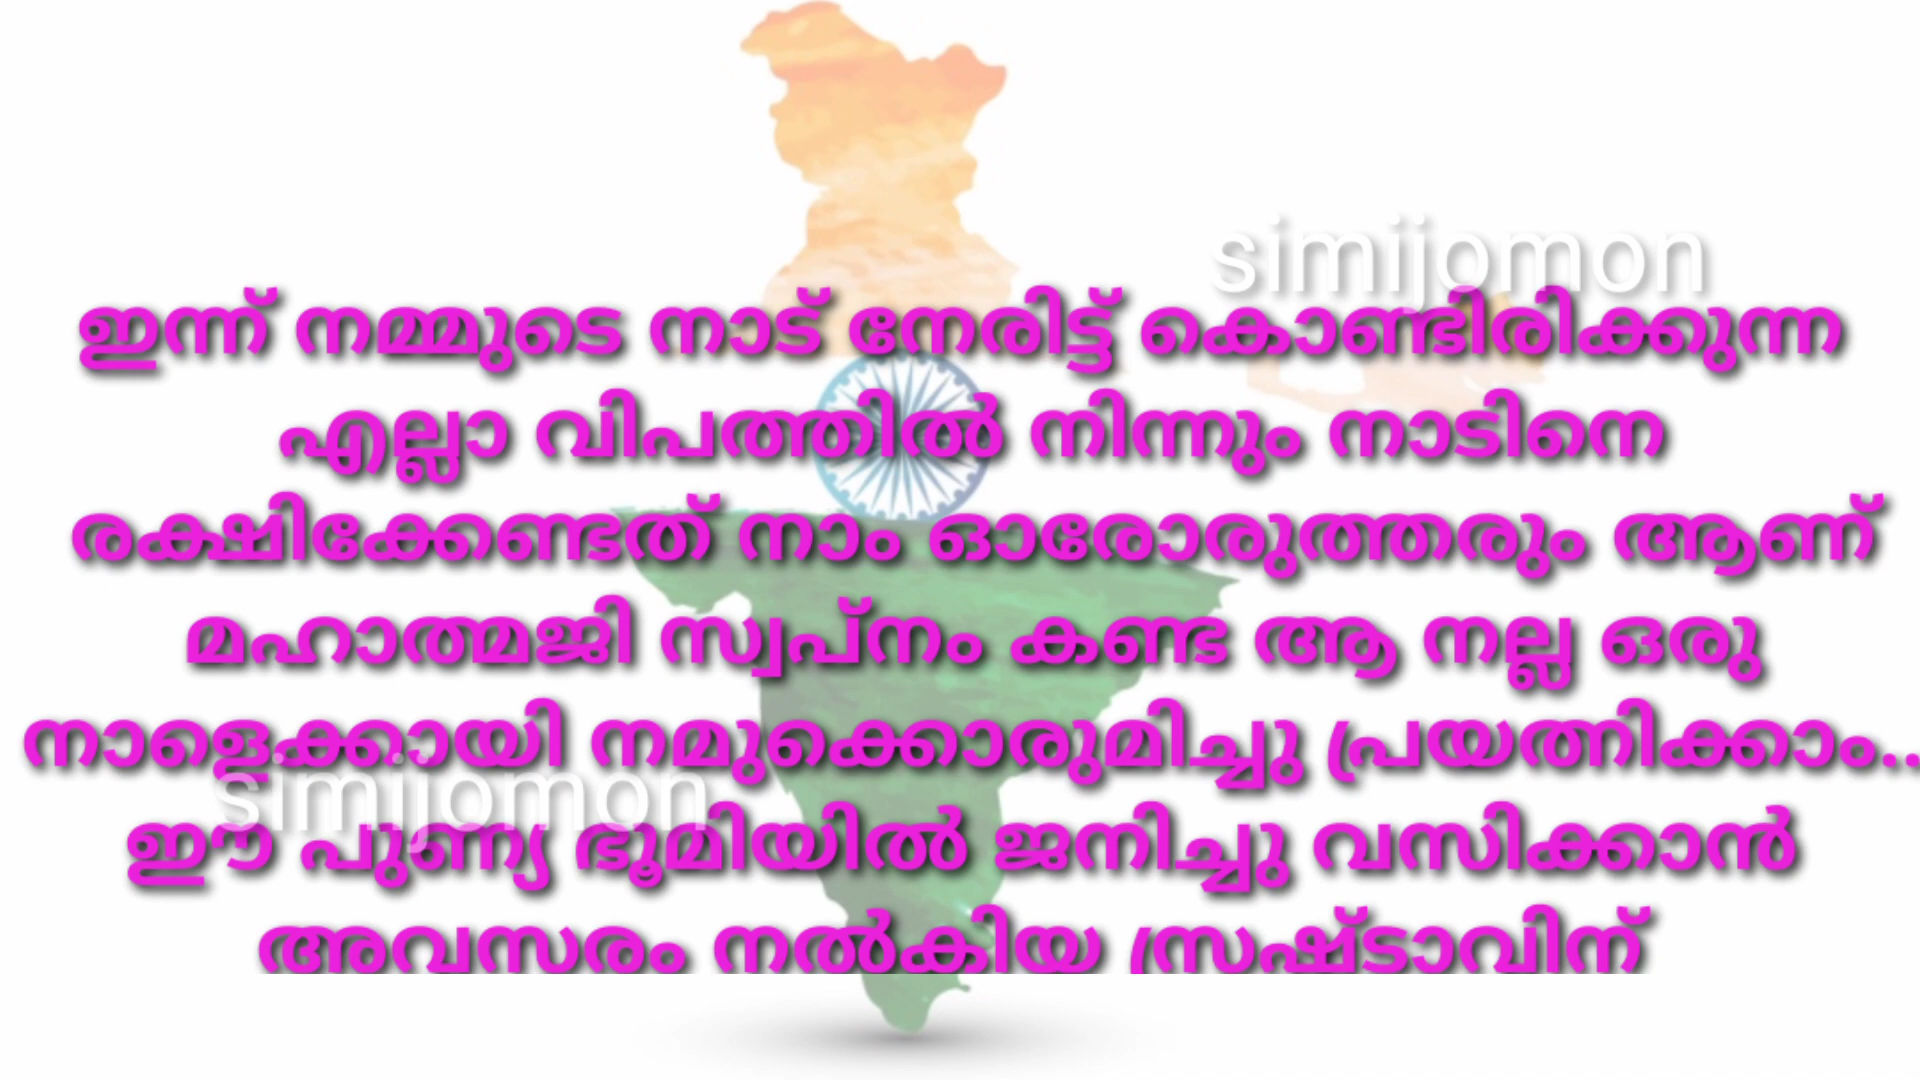 simijomon
ഇന്ന് നമ്മുടെ നാട് നേരിട്ട് കൊണ്ടിരിക്കുന്ന
എല്ലാ വിപത്തിൽ നിന്നും നാടിനെ
രക്ഷിക്കേണ്ടത് നാം ഓരോരുത്തരും ആണ്
മഹാത്മജി സ്വപ്നം കണ്ട ആ നല്ല ഒരു
നാളെക്കായി നമുക്കൊരുമിച്ചു പ്രയത്നിക്കാം..
simijomon
ഈ പുണ്യ ഭൂമിയിൽ ജനിച്ചു വസിക്കാൻ
അവസരം നൽകിയ സ്രഷ്ടാവിന്